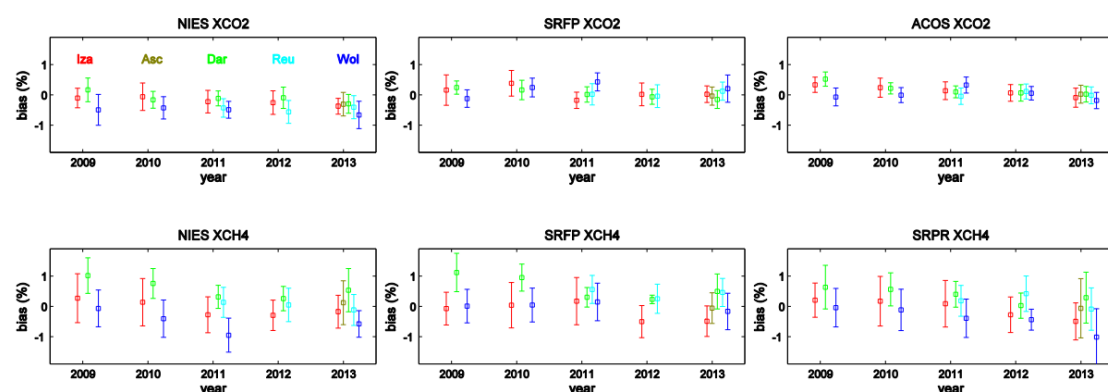 NIES XCO2
bias (%)
1
0
-1
Iza Asc Dar Reu Wol
2009 2010 2011 2012 2013
year
SRFP XCO2
bias (%)
1
0
-1
2009 2010 2011 2012 2013
year
ACOS XCO2
bias (%)
1
0
-1
2009 2010 2011 2012 2013
year
NIES XCH4
bias (%)
1
0
-1
2009 2010 2011 2012 2013
year
SRFP XCH4
bias (%)
1
0
-1
2009 2010 2011 2012 2013
year
SRPR XCH4
bias (%)
1
0
-1
2009 2010 2011 2012 2013
year